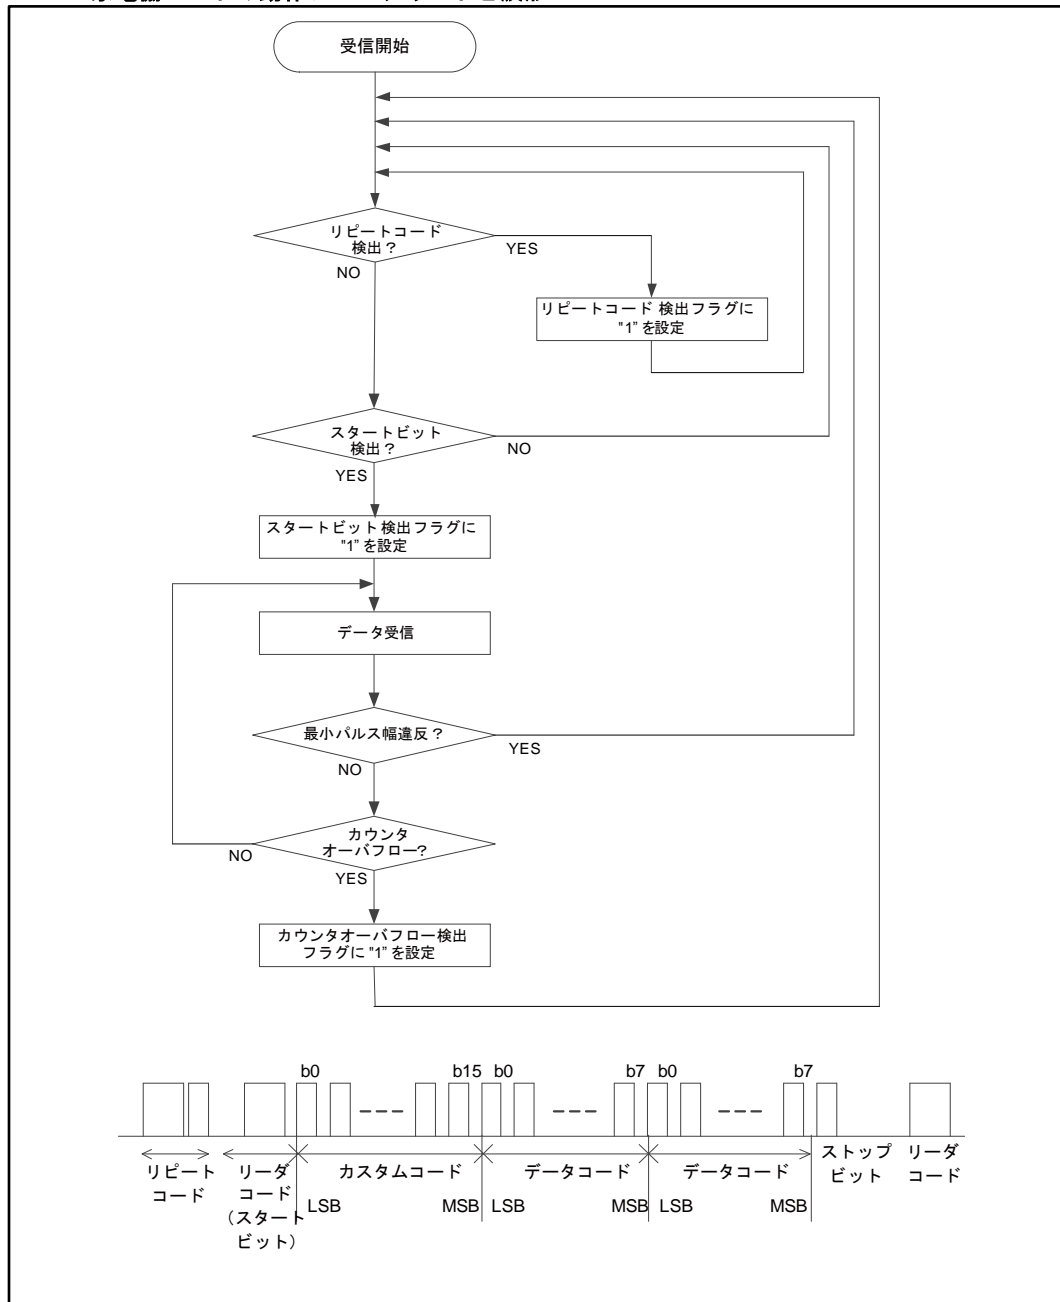 受信開始
リピートコード
検出？
YES
NO
リピートコード 検出フラグに
"1" を設定
スタートビット
検出？
NO
YES
スタートビット 検出フラグに
"1" を設定
データ受信
最小パルス幅違反？
YES
NO
カウンタ
オーバフロー?
NO
YES
カウンタオーバフロー検出
フラグに "1" を設定
b0 b15 b0 b7 b0 b7
リピート
コード
リーダ
コード
（スタート
ビット）
カスタムコード
データコード
データコード
ストップ
ビット
リーダ
コード
LSB MSB LSB MSB LSB MSB